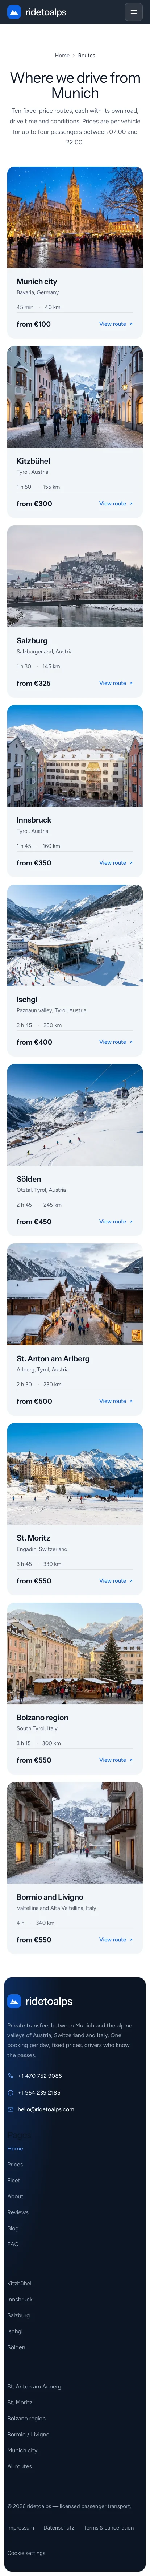 ridetoalps
Home › Routes
Where we drive from
Munich
Ten fixed-price routes, each with its own road,
drive time and conditions. Prices are per vehicle
for up to four passengers between 07:00 and
22:00.
Munich city
Bavaria, Germany
45 min 40 km
from €100 View route ↗
Kitzbühel
Tyrol, Austria
1 h 50 155 km
from €300 View route ↗
Salzburg
Salzburgerland, Austria
1 h 30 145 km
from €325 View route ↗
Innsbruck
Tyrol, Austria
1 h 45 160 km
from €350 View route ↗
Ischgl
Paznaun valley, Tyrol, Austria
2 h 45 250 km
from €400 View route ↗
Sölden
Ötztal, Tyrol, Austria
2 h 45 245 km
from €450 View route ↗
St. Anton am Arlberg
Arlberg, Tyrol, Austria
2 h 30 230 km
from €500 View route ↗
St. Moritz
Engadin, Switzerland
3 h 45 330 km
from €550 View route ↗
Bolzano region
South Tyrol, Italy
3 h 15 300 km
from €550 View route ↗
Bormio and Livigno
Valtellina and Alta Valtellina, Italy
4 h 340 km
from €550 View route ↗
ridetoalps
Private transfers between Munich and the alpine
valleys of Austria, Switzerland and Italy. One
booking per day, fixed prices, drivers who know
the passes.
+1 470 752 9085
+1 954 239 2185
hello@ridetoalps.com
Home
Prices
Fleet
About
Reviews
Blog
FAQ
Kitzbühel
Innsbruck
Salzburg
Ischgl
Sölden
St. Anton am Arlberg
St. Moritz
Bolzano region
Bormio / Livigno
Munich city
All routes
© 2026 ridetoalps — licensed passenger transport.
Impressum Datenschutz Terms & cancellation
Cookie settings